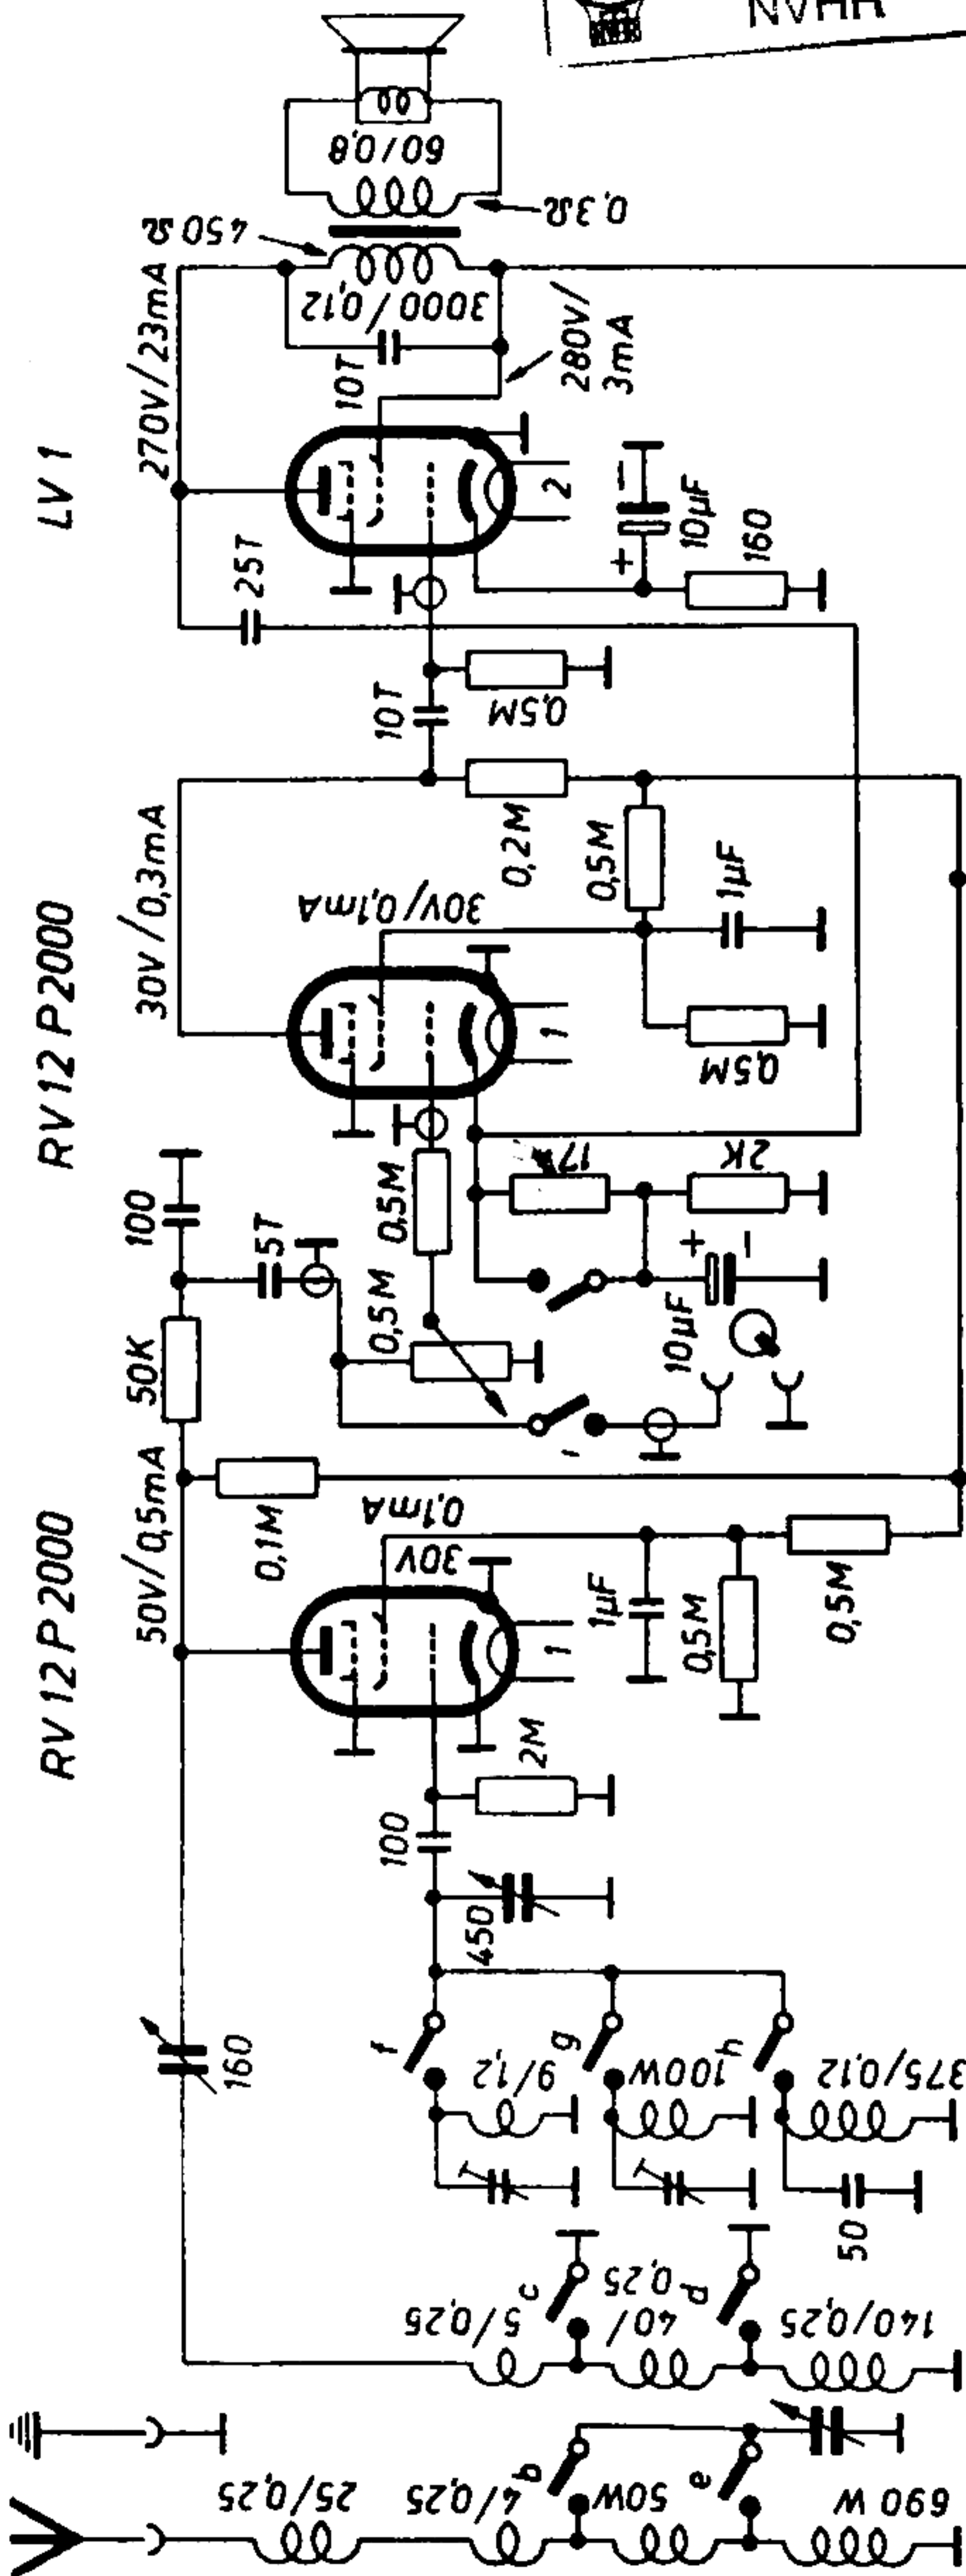 NVHR
LV 1
RV 12 P2000
RV 12 P 2000
60/0,8
0,3Ω
450Ω
3000/0,12
270V/23mA
280V/
3mA
10T
25T
2
+
−
10µF
160
10T
0,5M
30V/0,3mA
0,2M
0,5M
30V/0,1mA
1µF
1
0,5M
100
5T
0,5M
0,5M
2K
+
−
10µF
50K
50V/0,5mA
0,1M
30V
0,1mA
1
1µF
0,5M
0,5M
2M
100
450
160
f
9/1,2
g
100W
h
375/0,12
50
c
5/0,25
d
40/
0,25
140/0,25
25/0,25
4/0,25
b
50W
e
690 W